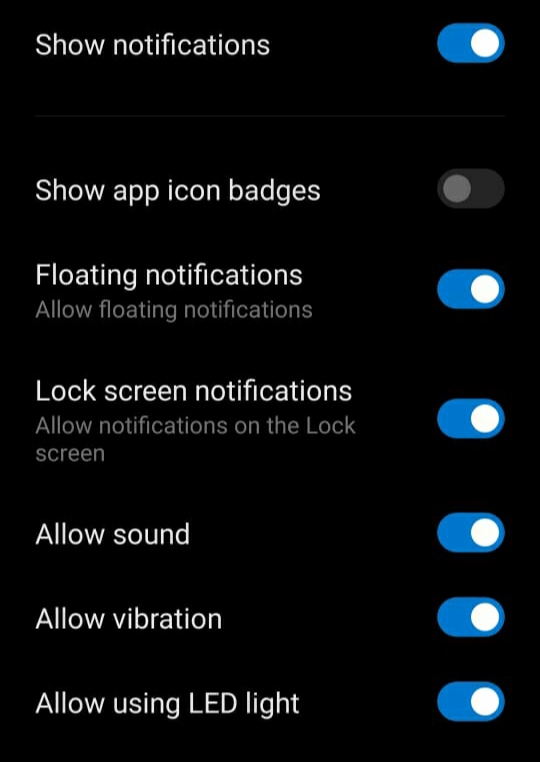 Show notifications
Show app icon badges
Floating notifications
Allow floating notifications
Lock screen notifications
Allow notifications on the Lock
screen
Allow sound
Allow vibration
Allow using LED light